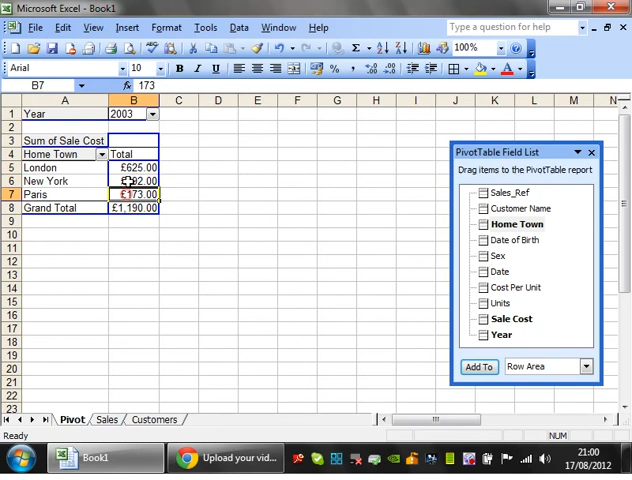 Microsoft Excel - Book1
File Edit View Insert Format Tools Data Window Help Type a question for help
100%
Arial 10 B I U
B7 fx 173
A B C D E F G H I J K L M N
1 Year 2003
2
3 Sum of Sale Cost
4 Home Town Total
5 London £625.00
6 New York 92.00
7 Paris £173.00
8 Grand Total £1,190.00
9
10
11
12
13
14
15
16
17
18
19
20
21
22
23
PivotTable Field List
Drag items to the PivotTable report
Sales_Ref
Customer Name
Home Town
Date of Birth
Sex
Date
Cost Per Unit
Units
Sale Cost
Year
Add To Row Area
Pivot Sales Customers
Ready NUM
Book1 Upload your vid... 21:00
17/08/2012